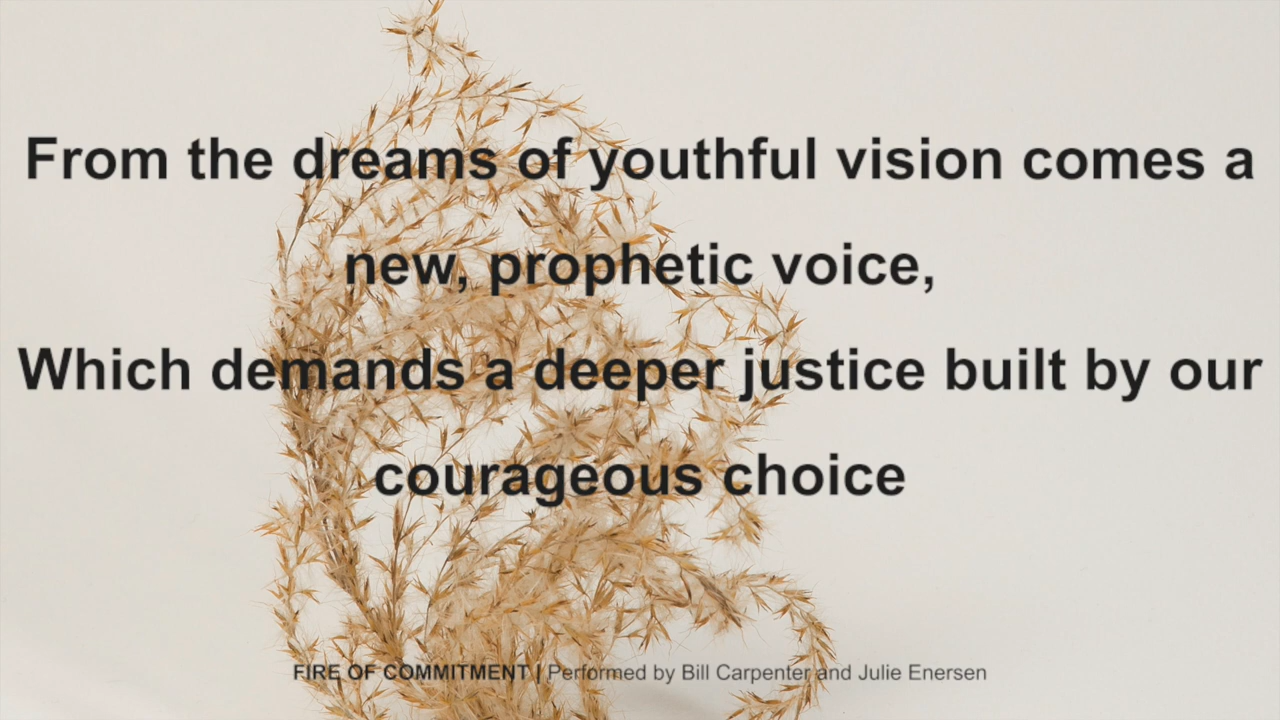 From the dreams of youthful vision comes a
new, prophetic voice,
Which demands a deeper justice built by our
courageous choice
FIRE OF COMMITMENT | Performed by Bill Carpenter and Julie Enersen